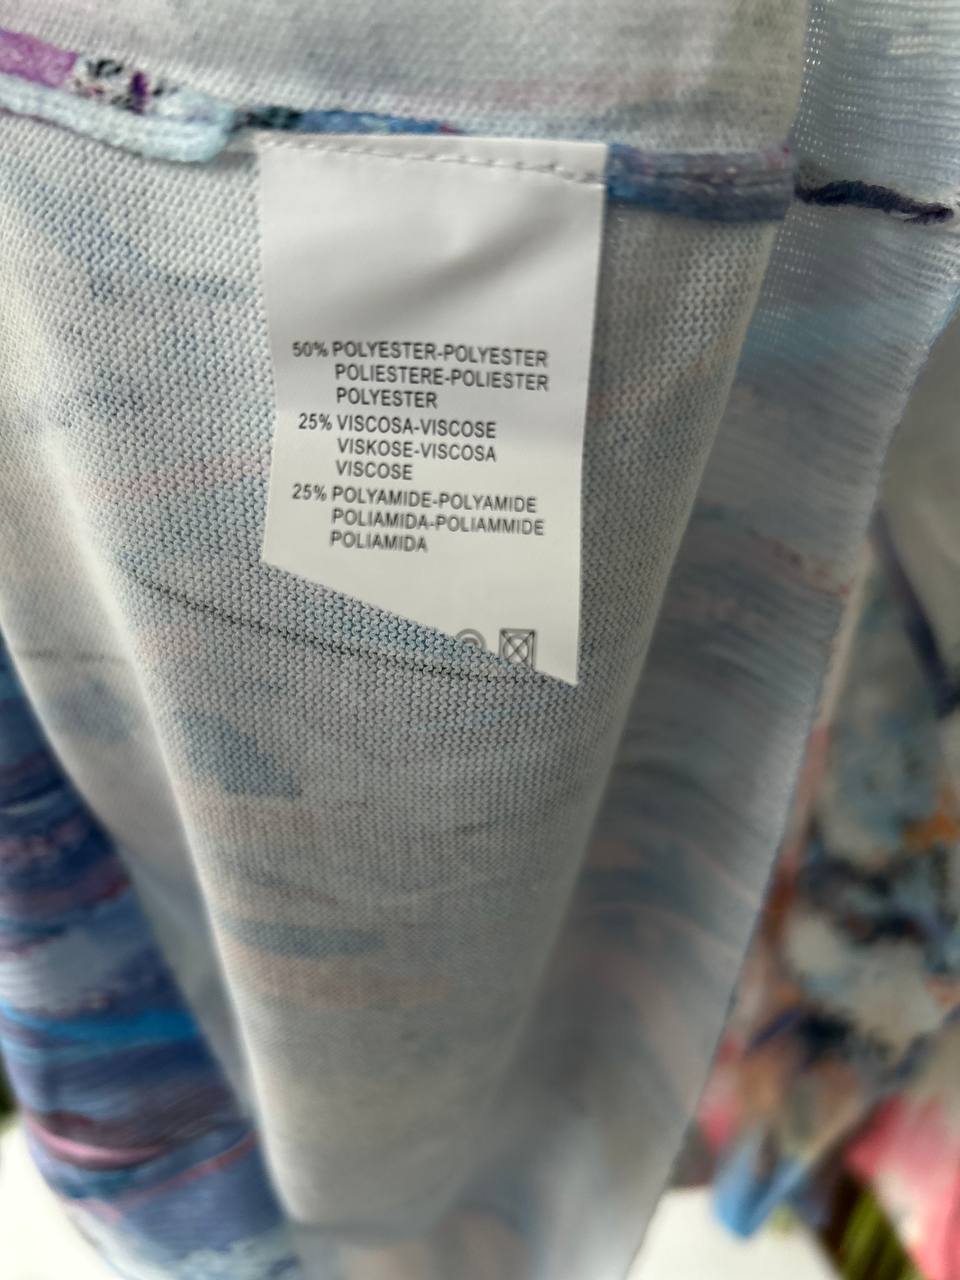 50% POLYESTER-POLYESTER
POLIESTERE-POLIESTER
POLYESTER
25% VISCOSA-VISCOSE
VISKOSE-VISCOSA
VISCOSE
25% POLYAMIDE-POLYAMIDE
POLIAMIDA-POLIAMMIDE
POLIAMIDA